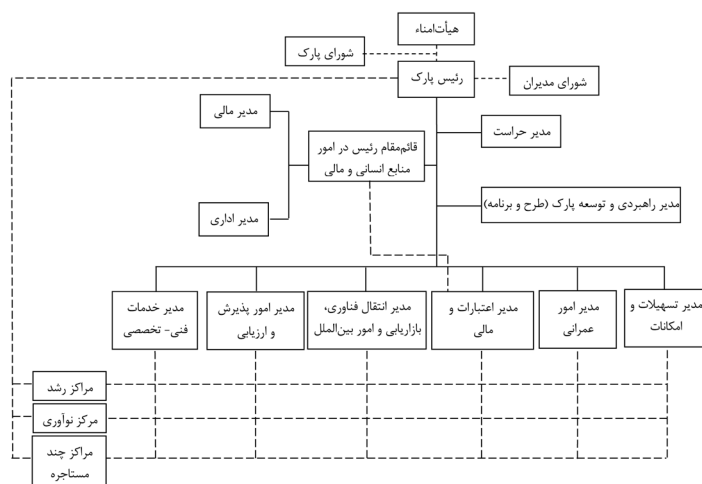 هیأت‌امناء
شورای پارک
رئیس پارک
شورای مدیران
مدیر مالی
قائم‌مقام رئیس در امور
منابع انسانی و مالی
مدیر حراست
مدیر اداری
مدیر راهبردی و توسعه پارک (طرح و برنامه)
مدیر تسهیلات و
امکانات
مدیر امور
عمرانی
مدیر اعتبارات و
مالی
مدیر انتقال فناوری،
بازاریابی و امور بین‌الملل
مدیر امور پذیرش
و ارزیابی
مدیر خدمات
فنی- تخصصی
مراکز رشد
مرکز نوآوری
مراکز چند
مستاجره